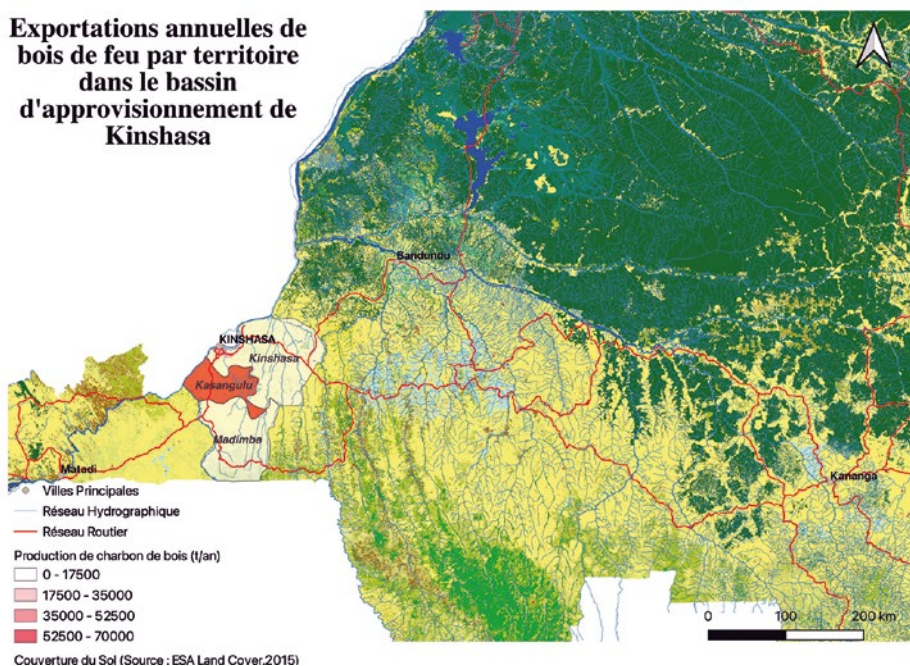 Exportations annuelles de
bois de feu par territoire
dans le bassin
d'approvisionnement de
Kinshasa
Bandundu
KINSHASA
Kinshasa
Kasangulu
Madimba
Matadi
Kananga
Villes Principales
Réseau Hydrographique
Réseau Routier
Production de charbon de bois (t/an)
0 - 17500
17500 - 35000
35000 - 52500
52500 - 70000
0 100 200 km
Couverture du Sol (Source : ESA Land Cover,2015)